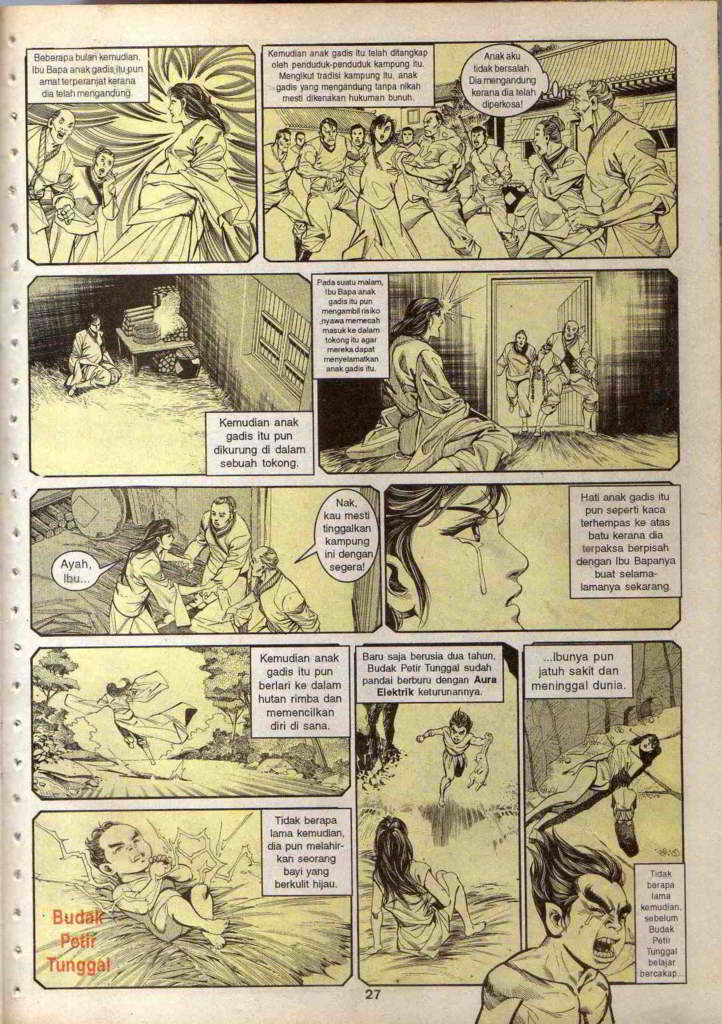 Beberapa bulan kemudian,
Ibu Bapa anak gadis itu pun
amat terperanjat kerana
dia telah mengandung.
Kemudian anak gadis itu telah ditangkap
oleh penduduk-penduduk kampung itu.
Mengikut tradisi kampung itu, anak
gadis yang mengandung tanpa nikah
mesti dikenakan hukuman bunuh.
Anak aku
tidak bersalah.
Dia mengandung
kerana dia telah
diperkosa!
Kemudian anak
gadis itu pun
dikurung di dalam
sebuah tokong.
Pada suatu malam,
Ibu Bapa anak
gadis itu pun
mengambil risiko
nyawa memecah
masuk ke dalam
tokong itu agar
mereka dapat
menyelamatkan
anak gadis itu.
Ayah,
Ibu...
Nak,
kau mesti
tinggalkan
kampung
ini dengan
segera!
Hati anak gadis itu
pun seperti kaca
terhempas ke atas
batu kerana dia
terpaksa berpisah
dengan Ibu Bapanya
buat selama-
lamanya sekarang.
Kemudian anak
gadis itu pun
berlari ke dalam
hutan rimba dan
memencilkan
diri di sana.
Tidak berapa
lama kemudian,
dia pun melahir-
kan seorang
bayi yang
berkulit hijau.
Budak
Petir
Tunggal
Baru saja berusia dua tahun,
Budak Petir Tunggal sudah
pandai berburu dengan Aura
Elektrik keturunannya.
...Ibunya pun
jatuh sakit dan
meninggal dunia.
Tidak
berapa
lama
kemudian,
sebelum
Budak
Petir
Tunggal
belajar
bercakap...
27